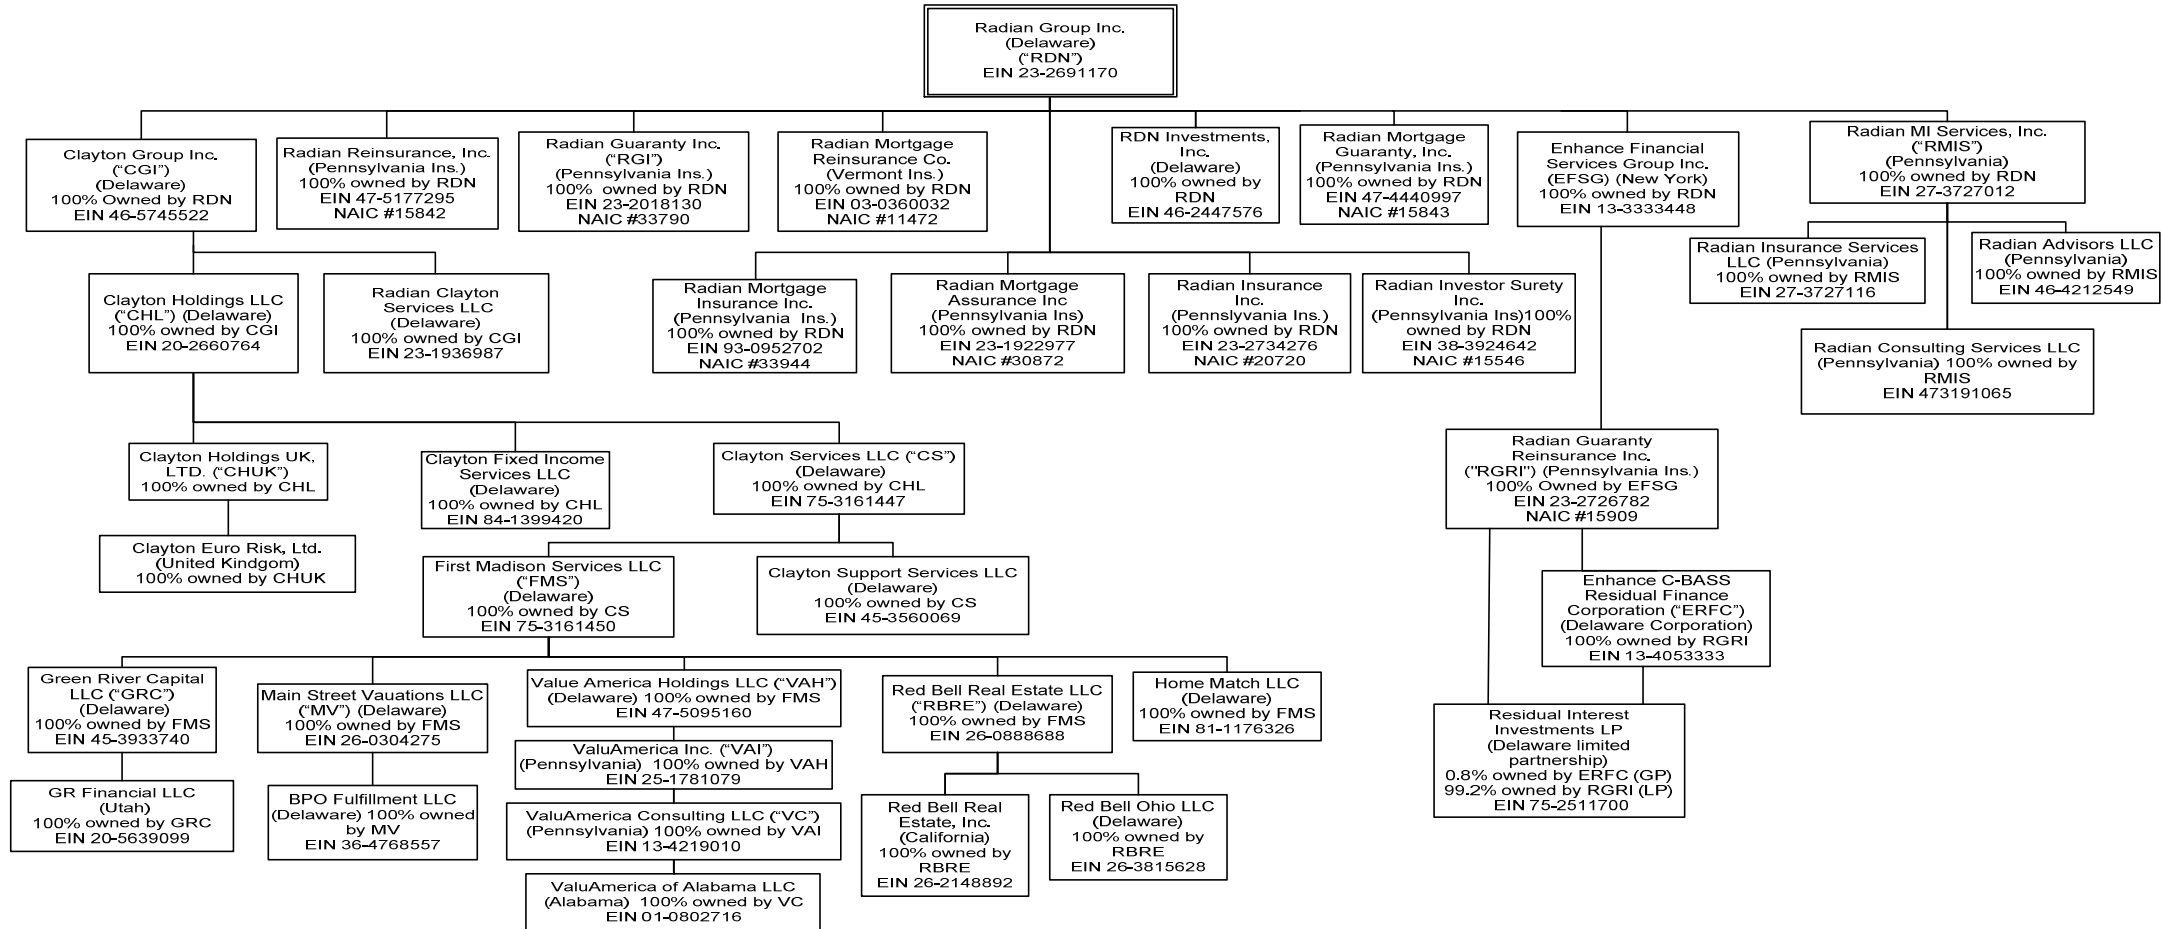 Radian Group Inc.
(Delaware)
(“RDN”)
EIN 23-2691170
Clayton Group Inc.
(“CGI”)
(Delaware)
100% Owned by RDN
EIN 46-5745522
Radian Reinsurance, Inc.
(Pennsylvania Ins.)
100% owned by RDN
EIN 47-5177295
NAIC #15842
Radian Guaranty Inc.
(“RGI”)
(Pennsylvania Ins.)
100% owned by RDN
EIN 23-2018130
NAIC #33790
Radian Mortgage
Reinsurance Co.
(Vermont Ins.)
100% owned by RDN
EIN 03-0360032
NAIC #11472
RDN Investments,
Inc.
(Delaware)
100% owned by
RDN
EIN 46-2447576
Radian Mortgage
Guaranty, Inc.
(Pennsylvania Ins.)
100% owned by RDN
EIN 47-4440997
NAIC #15843
Enhance Financial
Services Group Inc.
(EFSG) (New York)
100% owned by RDN
EIN 13-3333448
Radian MI Services, Inc.
(“RMIS”)
(Pennsylvania)
100% owned by RDN
EIN 27-3727012
Radian Insurance Services
LLC (Pennsylvania)
100% owned by RMIS
EIN 27-3727116
Radian Advisors LLC
(Pennsylvania)
100% owned by RMIS
EIN 46-4212549
Clayton Holdings LLC
(“CHL”) (Delaware)
100% owned by CGI
EIN 20-2660764
Radian Clayton
Services LLC
(Delaware)
100% owned by CGI
EIN 23-1936987
Radian Mortgage
Insurance Inc.
(Pennsylvania Ins.)
100% owned by RDN
EIN 93-0952702
NAIC #33944
Radian Mortgage
Assurance Inc
(Pennsylvania Ins)
100% owned by RDN
EIN 23-1922977
NAIC #30872
Radian Insurance
Inc.
(Pennslyvania Ins.)
100% owned by RDN
EIN 23-2734276
NAIC #20720
Radian Investor Surety
Inc.
(Pennsylvania Ins)100%
owned by RDN
EIN 38-3924642
NAIC #15546
Radian Consulting Services LLC
(Pennsylvania) 100% owned by
RMIS
EIN 473191065
Clayton Holdings UK,
LTD. (“CHUK”)
100% owned by CHL
Clayton Fixed Income
Services LLC
(Delaware)
100% owned by CHL
EIN 84-1399420
Clayton Services LLC (“CS”)
(Delaware)
100% owned by CHL
EIN 75-3161447
Radian Guaranty
Reinsurance Inc.
("RGRI") (Pennsylvania Ins.)
100% Owned by EFSG
EIN 23-2726782
NAIC #15909
Clayton Euro Risk, Ltd.
(United Kindgom)
100% owned by CHUK
First Madison Services LLC
(“FMS”)
(Delaware)
100% owned by CS
EIN 75-3161450
Clayton Support Services LLC
(Delaware)
100% owned by CS
EIN 45-3560069
Enhance C-BASS
Residual Finance
Corporation (“ERFC”)
(Delaware Corporation)
100% owned by RGRI
EIN 13-4053333
Green River Capital
LLC (“GRC”)
(Delaware)
100% owned by FMS
EIN 45-3933740
Main Street Vauations LLC
(“MV”) (Delaware)
100% owned by FMS
EIN 26-0304275
Value America Holdings LLC (“VAH”)
(Delaware) 100% owned by FMS
EIN 47-5095160
Red Bell Real Estate LLC
(“RBRE”) (Delaware)
100% owned by FMS
EIN 26-0888688
Home Match LLC
(Delaware)
100% owned by FMS
EIN 81-1176326
Residual Interest
Investments LP
(Delaware limited
partnership)
0.8% owned by ERFC (GP)
99.2% owned by RGRI (LP)
EIN 75-2511700
ValuAmerica Inc. (“VAI”)
(Pennsylvania) 100% owned by VAH
EIN 25-1781079
GR Financial LLC
(Utah)
100% owned by GRC
EIN 20-5639099
BPO Fulfillment LLC
(Delaware) 100% owned
by MV
EIN 36-4768557
ValuAmerica Consulting LLC (“VC”)
(Pennsylvania) 100% owned by VAI
EIN 13-4219010
Red Bell Real
Estate, Inc.
(California)
100% owned by
RBRE
EIN 26-2148892
Red Bell Ohio LLC
(Delaware)
100% owned by
RBRE
EIN 26-3815628
ValuAmerica of Alabama LLC
(Alabama) 100% owned by VC
EIN 01-0802716